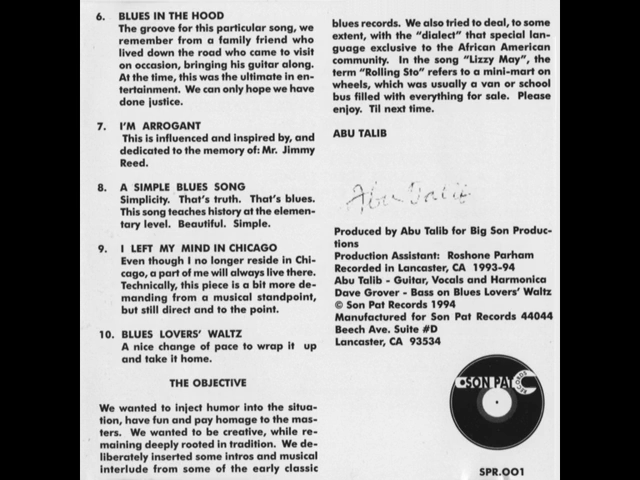 6. BLUES IN THE HOOD
The groove for this particular song, we
remember from a family friend who
lived down the road who came to visit
on occasion, bringing his guitar along.
At the time, this was the ultimate in en-
tertainment. We can only hope we have
done justice.
7. I'M ARROGANT
This is influenced and inspired by, and
dedicated to the memory of: Mr. Jimmy
Reed.
8. A SIMPLE BLUES SONG
Simplicity. That's truth. That's blues.
This song teaches history at the elemen-
tary level. Beautiful. Simple.
9. I LEFT MY MIND IN CHICAGO
Even though I no longer reside in Chi-
cago, a part of me will always live there.
Technically, this piece is a bit more de-
manding from a musical standpoint,
but still direct and to the point.
10. BLUES LOVERS' WALTZ
A nice change of pace to wrap it up
and take it home.
THE OBJECTIVE
We wanted to inject humor into the situa-
tion, have fun and pay homage to the mas-
ters. We wanted to be creative, while re-
maining deeply rooted in tradition. We de-
liberately inserted some intros and musical
interlude from some of the early classic
blues records. We also tried to deal, to some
extent, with the "dialect" that special lan-
guage exclusive to the African American
community. In the song "Lizzy May", the
term "Rolling Sto" refers to a mini-mart on
wheels, which was usually a van or school
bus filled with everything for sale. Please
enjoy. Til next time.
ABU TALIB
Abu Talib
Produced by Abu Talib for Big Son Produc-
tions
Production Assistant: Roshone Parham
Recorded in Lancaster, CA 1993-94
Abu Talib - Guitar, Vocals and Harmonica
Dave Grover - Bass on Blues Lovers' Waltz
© Son Pat Records 1994
Manufactured for Son Pat Records 44044
Beech Ave. Suite #D
Lancaster, CA 93534
SON PAT
RECORDS
SPR.001